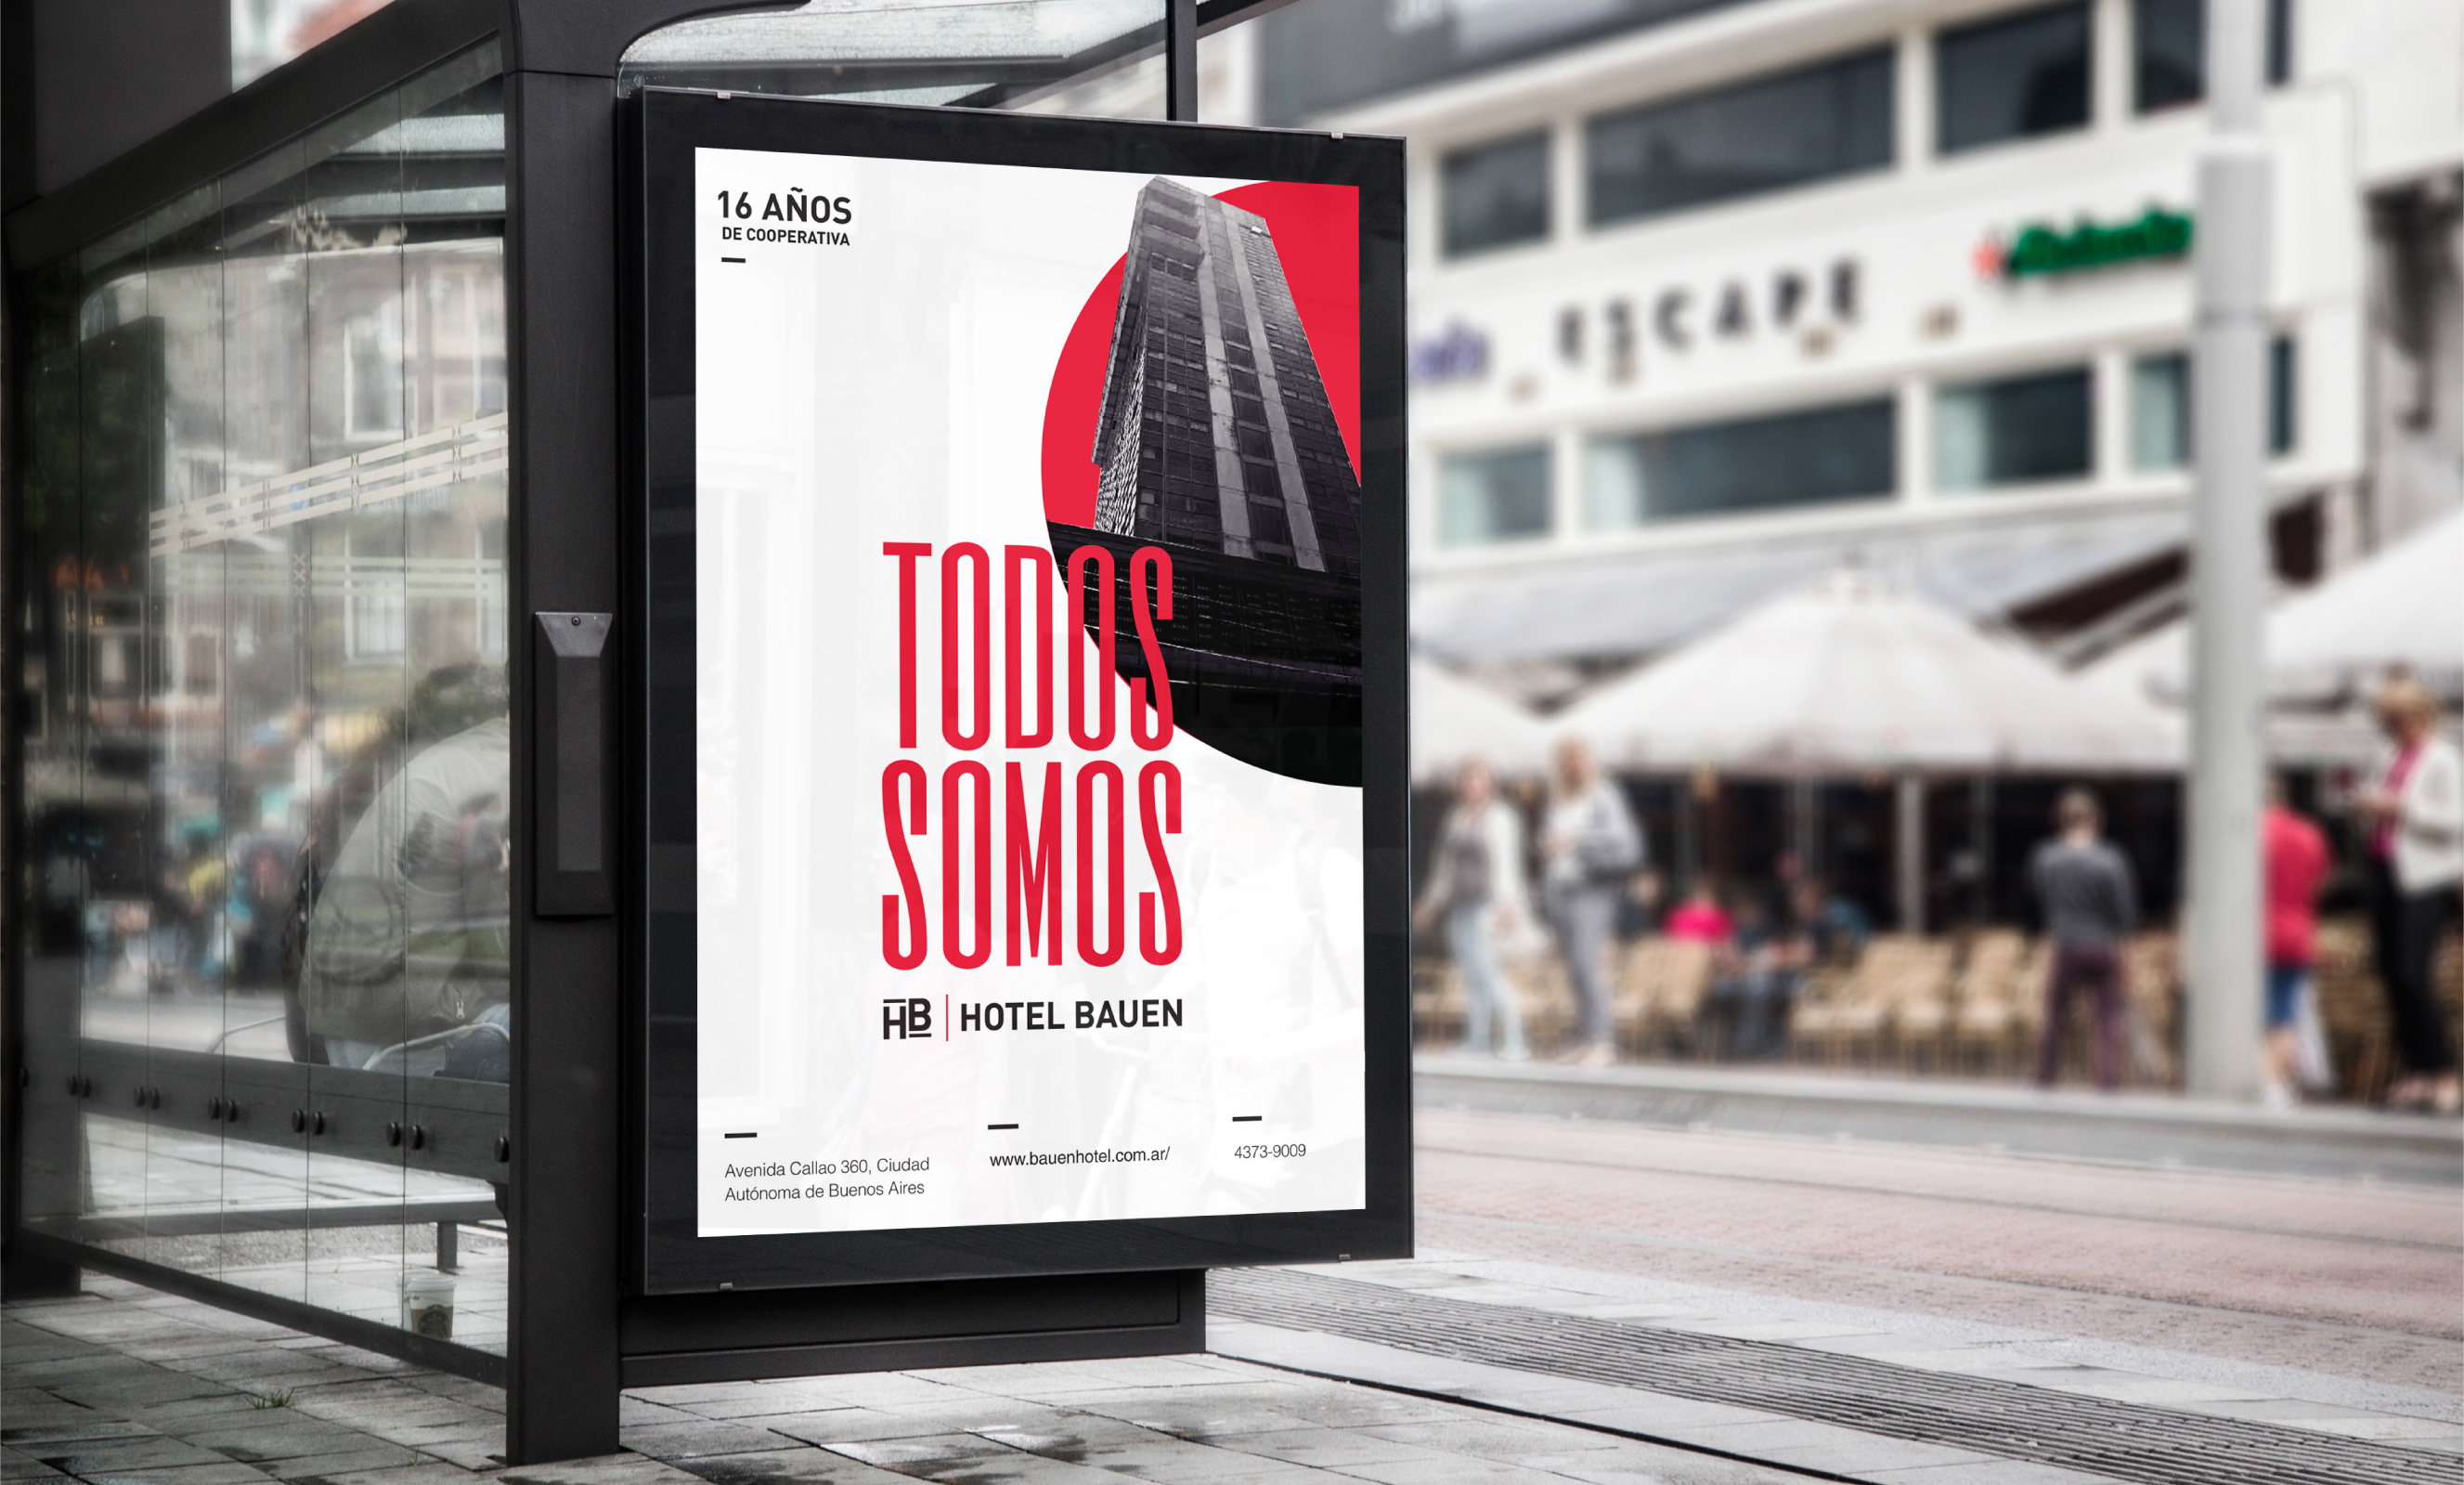 16 AÑOS
DE COOPERATIVA
TODOS
SOMOS
HB | HOTEL BAUEN
Avenida Callao 360, Ciudad
Autónoma de Buenos Aires
www.bauenhotel.com.ar/
4373-9009
ESCAPE